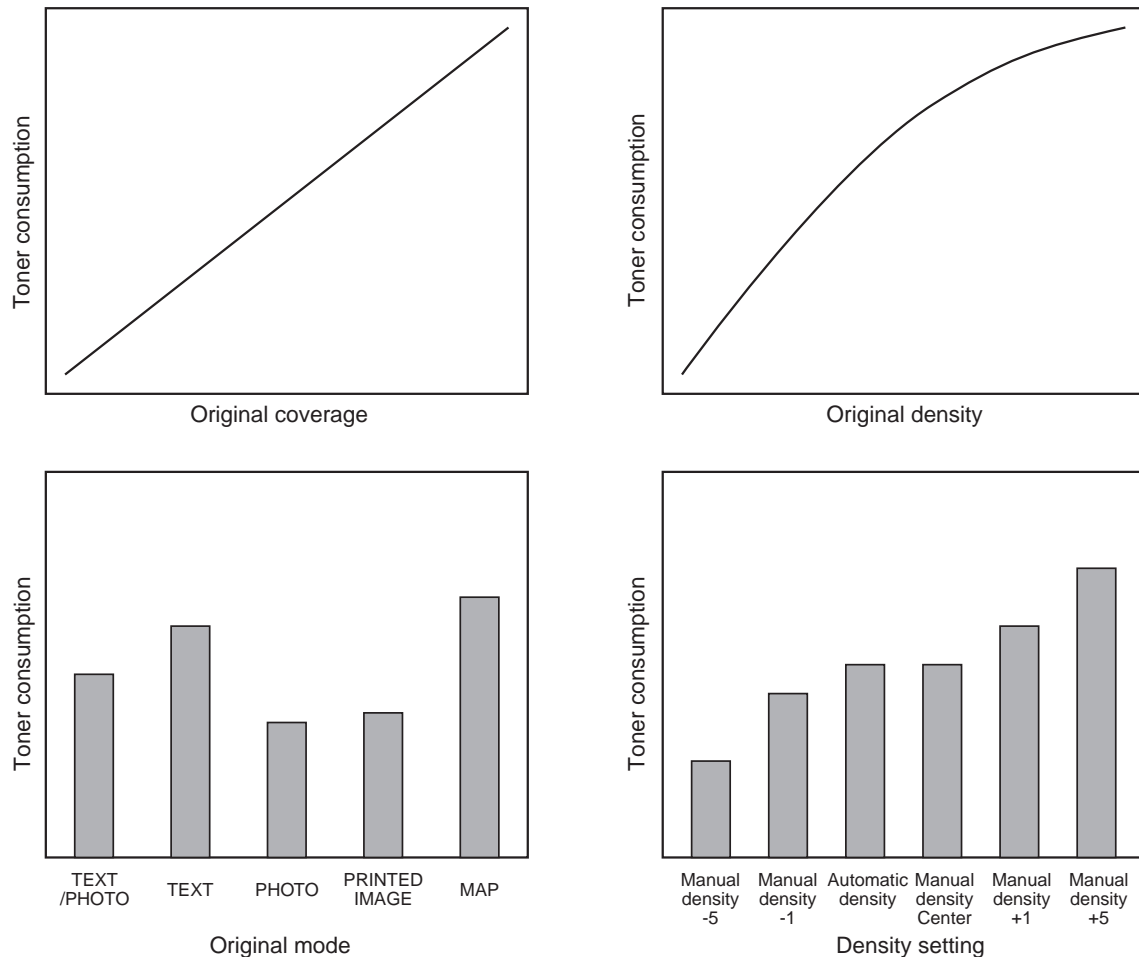 Toner consumption
Original coverage
Toner consumption
Original density
Toner consumption
TEXT
/PHOTO
TEXT
PHOTO
PRINTED
IMAGE
MAP
Original mode
Toner consumption
Manual
density
-5
Manual
density
-1
Automatic
density
Manual
density
Center
Manual
density
+1
Manual
density
+5
Density setting